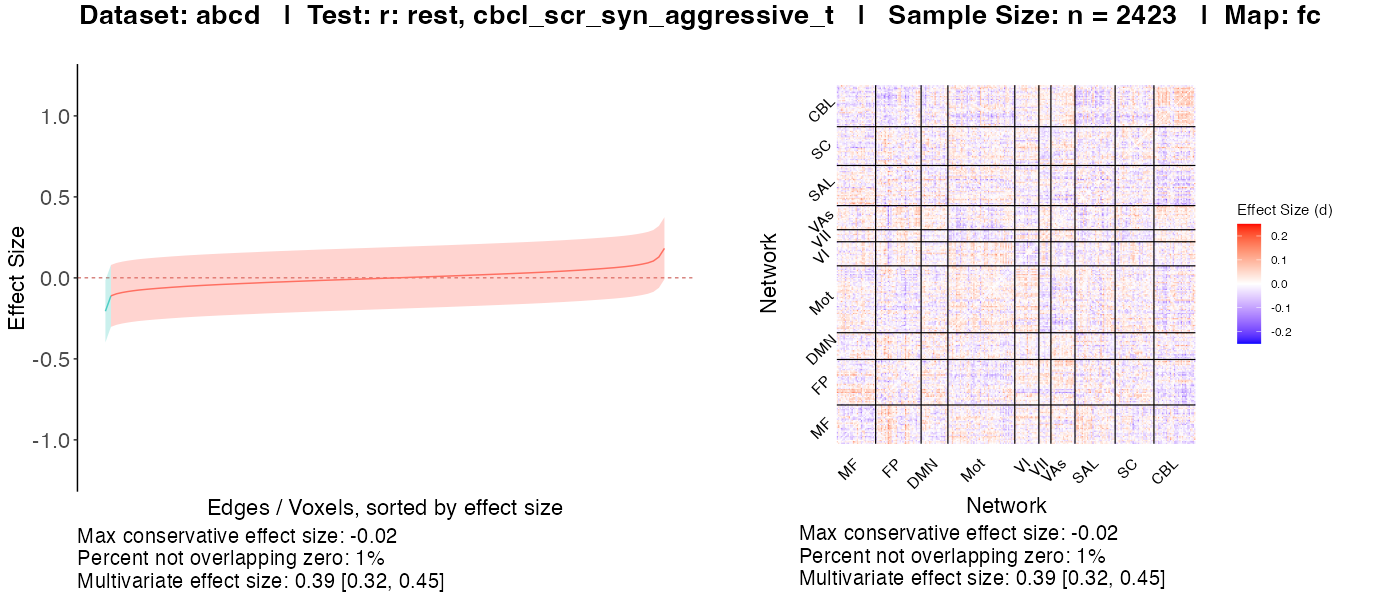 Dataset: abcd | Test: r: rest, cbcl_scr_syn_aggressive_t | Sample Size: n = 2423 | Map: fc
Effect Size
1.0
0.5
0.0
-0.5
-1.0
Edges / Voxels, sorted by effect size
Max conservative effect size: -0.02
Percent not overlapping zero: 1%
Multivariate effect size: 0.39 [0.32, 0.45]
Network
CBL
SC
SAL
VAs
VII
VI
Mot
DMN
FP
MF
MF
FP
DMN
Mot
VI
VII
VAs
SAL
SC
CBL
Network
Max conservative effect size: -0.02
Percent not overlapping zero: 1%
Multivariate effect size: 0.39 [0.32, 0.45]
Effect Size (d)
0.2
0.1
0.0
-0.1
-0.2